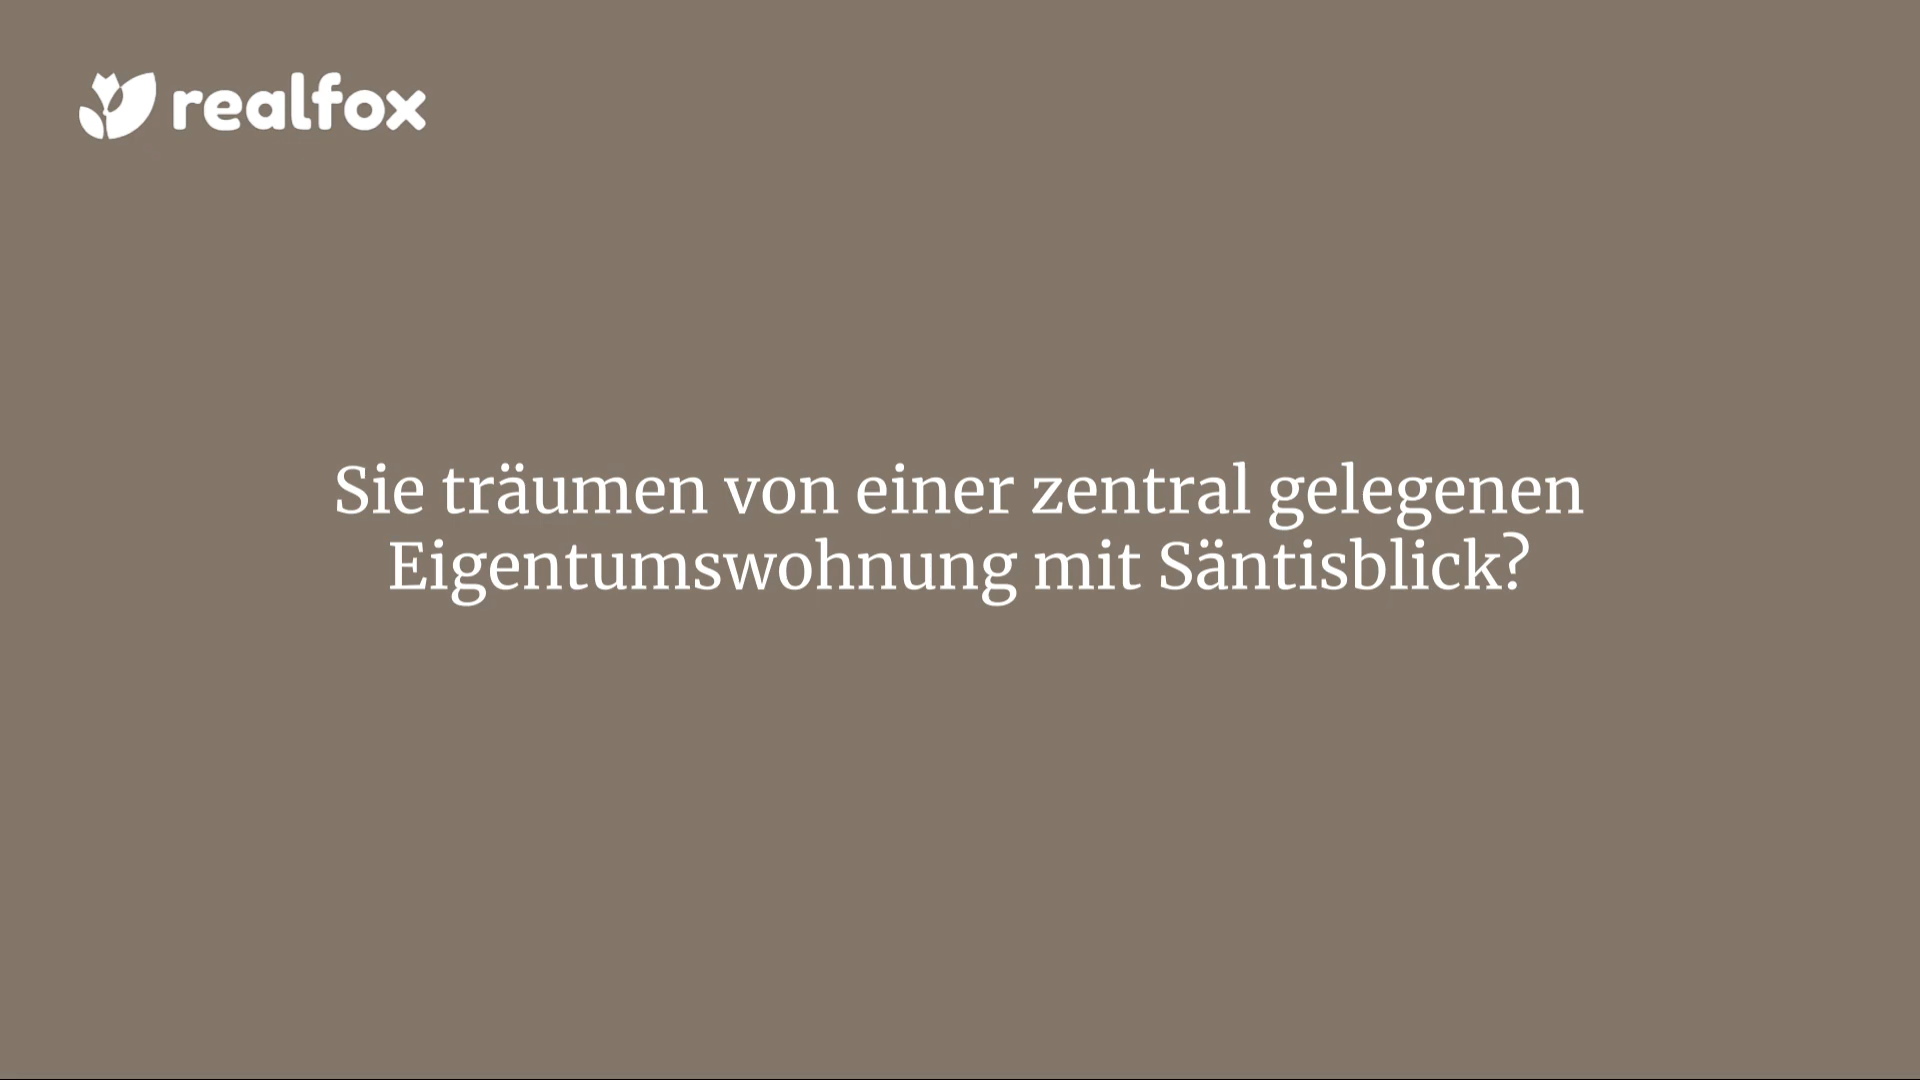 realfox
Sie träumen von einer zentral gelegenen
Eigentumswohnung mit Säntisblick?